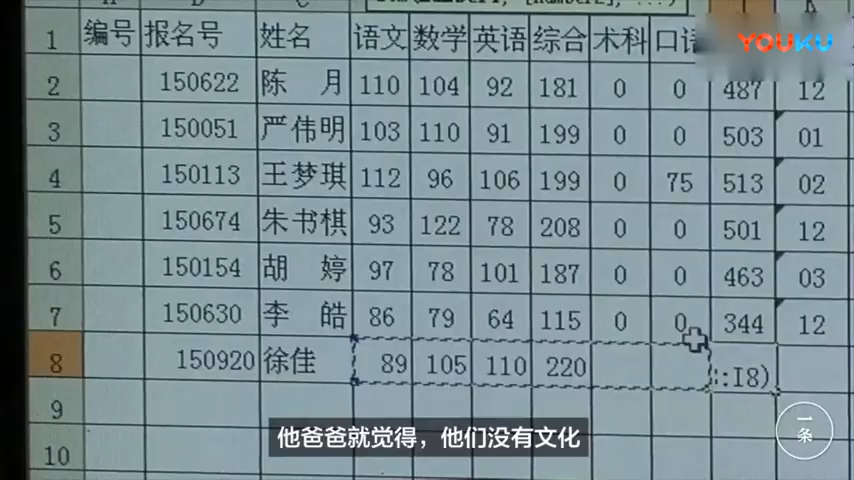 1 编号 报名号 姓名 语文 数学 英语 综合 术科 口语
YOUKU
2 150622 陈 月 110 104 92 181 0 0 487 12
3 150051 严伟明 103 110 91 199 0 0 503 01
4 150113 王梦琪 112 96 106 199 0 75 513 02
5 150674 朱书棋 93 122 78 208 0 0 501 12
6 150154 胡 婷 97 78 101 187 0 0 463 03
7 150630 李 皓 86 79 64 115 0 0 344 12
8 150920 徐佳 89 105 110 220 :I8)
9
10
他爸爸就觉得，他们没有文化
一条